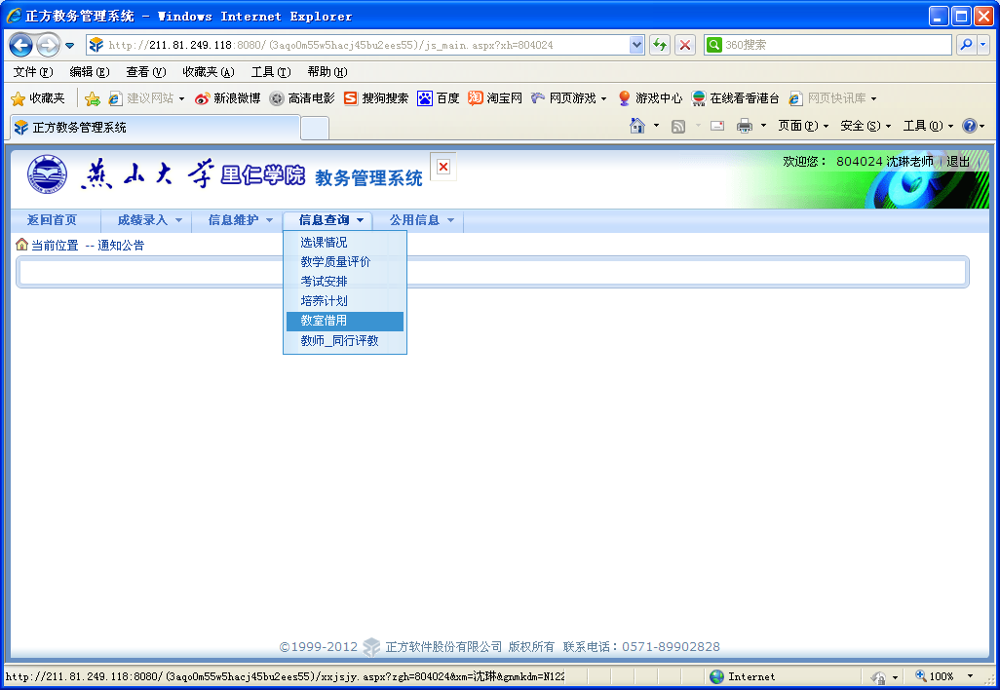 正方教务管理系统 - Windows Internet Explorer
http://211.81.249.118:8080/(3aqo0m55w5hacj45bu2ees55)/js_main.aspx?xh=804024
360搜索
文件(F) 编辑(E) 查看(V) 收藏夹(A) 工具(T) 帮助(H)
收藏夹 建议网站 新浪微博 高清电影 搜狗搜索 百度 淘宝网 网页游戏 游戏中心 在线看香港台 网页快讯库
正方教务管理系统 页面(P) 安全(S) 工具(O)
燕山大学里仁学院 教务管理系统
欢迎您： 804024 沈琳老师 退出
返回首页 成绩录入 信息维护 信息查询 公用信息
当前位置 -- 通知公告
选课情况
教学质量评价
考试安排
培养计划
教室借用
教师_同行评教
©1999-2012 正方软件股份有限公司 版权所有 联系电话：0571-89902828
http://211.81.249.118:8080/(3aqo0m55w5hacj45bu2ees55)/xxjsjy.aspx?zgh=804024&xm=沈琳&gnmkdm=N122 Internet 100%